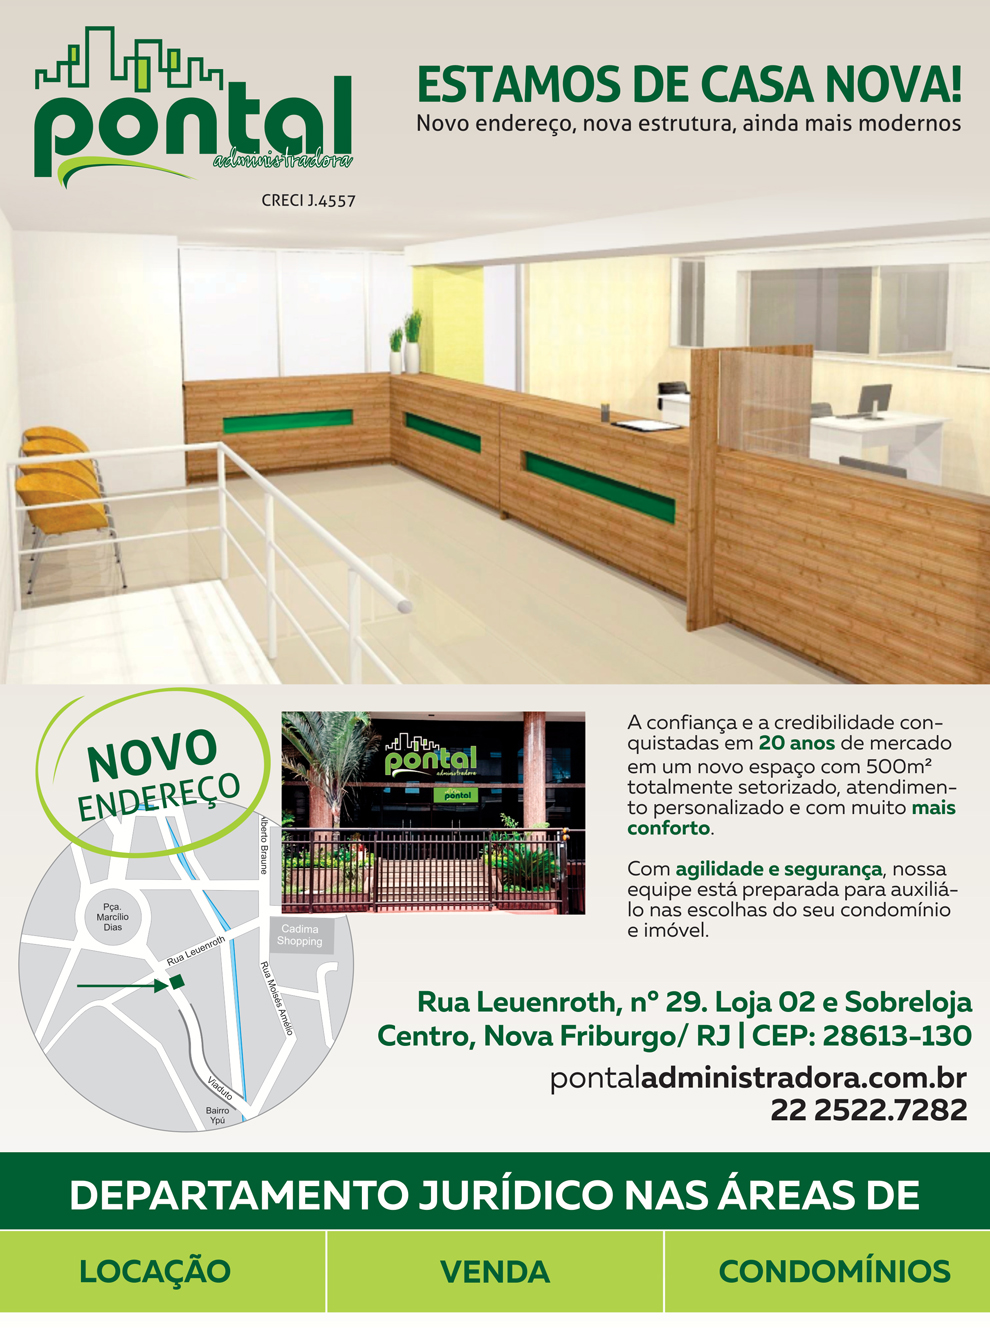 pontal
administradora
CRECI J.4557
ESTAMOS DE CASA NOVA!
Novo endereço, nova estrutura, ainda mais modernos
NOVO
ENDEREÇO
pontal
administradora
pontal
A confiança e a credibilidade con-
quistadas em 20 anos de mercado
em um novo espaço com 500m²
totalmente setorizado, atendimen-
to personalizado e com muito mais
conforto.
Com agilidade e segurança, nossa
equipe está preparada para auxiliá-
lo nas escolhas do seu condomínio
e imóvel.
Alberto Braune
Pça.
Marcílio
Dias
Cadima
Shopping
Rua Leuenroth
Rua Moisés Amélio
Viaduto
Bairro
Ypú
Rua Leuenroth, n° 29. Loja 02 e Sobreloja
Centro, Nova Friburgo/ RJ | CEP: 28613-130
pontaladministradora.com.br
22 2522.7282
DEPARTAMENTO JURÍDICO NAS ÁREAS DE
LOCAÇÃO
VENDA
CONDOMÍNIOS